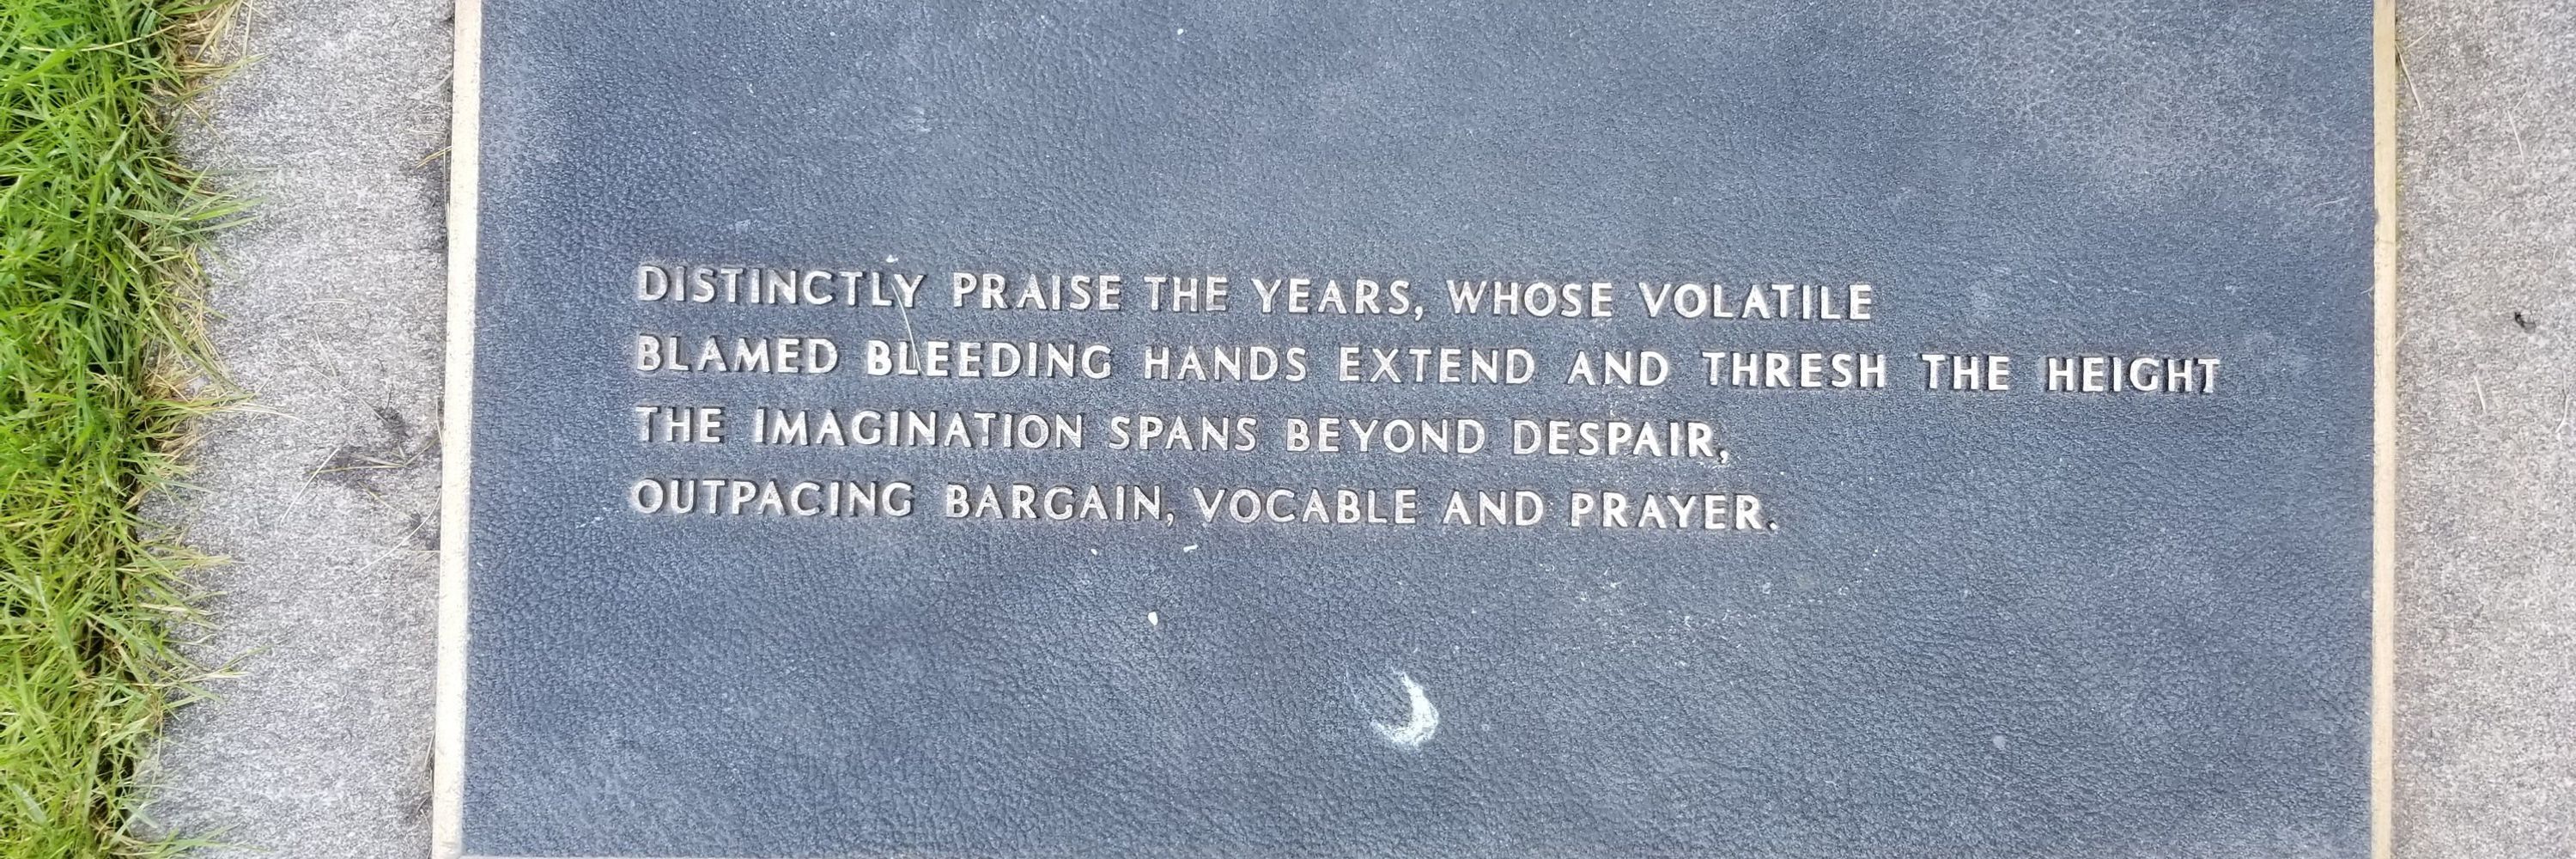 DISTINCTLY PRAISE THE YEARS, WHOSE VOLATILE
BLAMED BLEEDING HANDS EXTEND AND THRESH THE HEIGHT
THE IMAGINATION SPANS BEYOND DESPAIR,
OUTPACING BARGAIN, VOCABLE AND PRAYER.